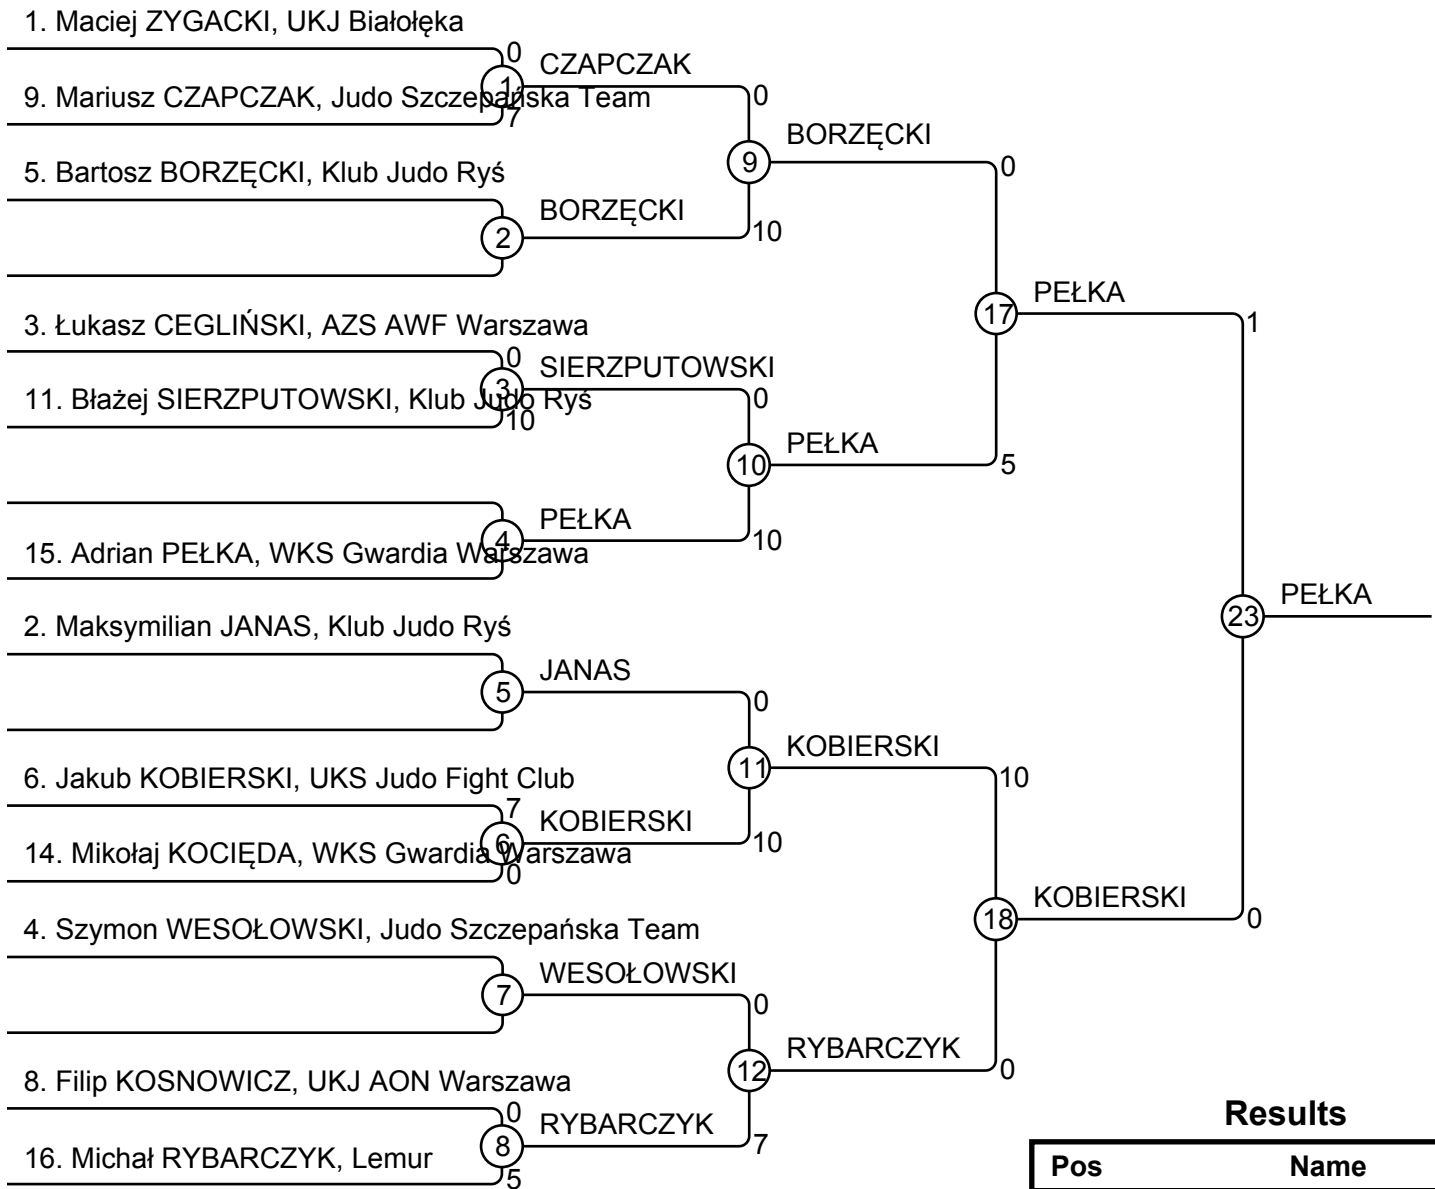 1. Maciej ZYGACKI, UKJ Białołęka
0
CZAPCZAK
1
0
9. Mariusz CZAPCZAK, Judo Szczepańska Team
7
BORZĘCKI
9
0
5. Bartosz BORZĘCKI, Klub Judo Ryś
BORZĘCKI
2
10
PEŁKA
17
1
3. Łukasz CEGLIŃSKI, AZS AWF Warszawa
0
SIERZPUTOWSKI
3
0
11. Błażej SIERZPUTOWSKI, Klub Judo Ryś
10
PEŁKA
10
5
PEŁKA
4
10
15. Adrian PEŁKA, WKS Gwardia Warszawa
PEŁKA
23
2. Maksymilian JANAS, Klub Judo Ryś
JANAS
5
0
KOBIERSKI
11
10
6. Jakub KOBIERSKI, UKS Judo Fight Club
7
KOBIERSKI
6
10
14. Mikołaj KOCIĘDA, WKS Gwardia Warszawa
0
KOBIERSKI
18
0
4. Szymon WESOŁOWSKI, Judo Szczepańska Team
WESOŁOWSKI
7
0
RYBARCZYK
12
0
8. Filip KOSNOWICZ, UKJ AON Warszawa
0
RYBARCZYK
8
7
16. Michał RYBARCZYK, Lemur
5
Results
Pos Name